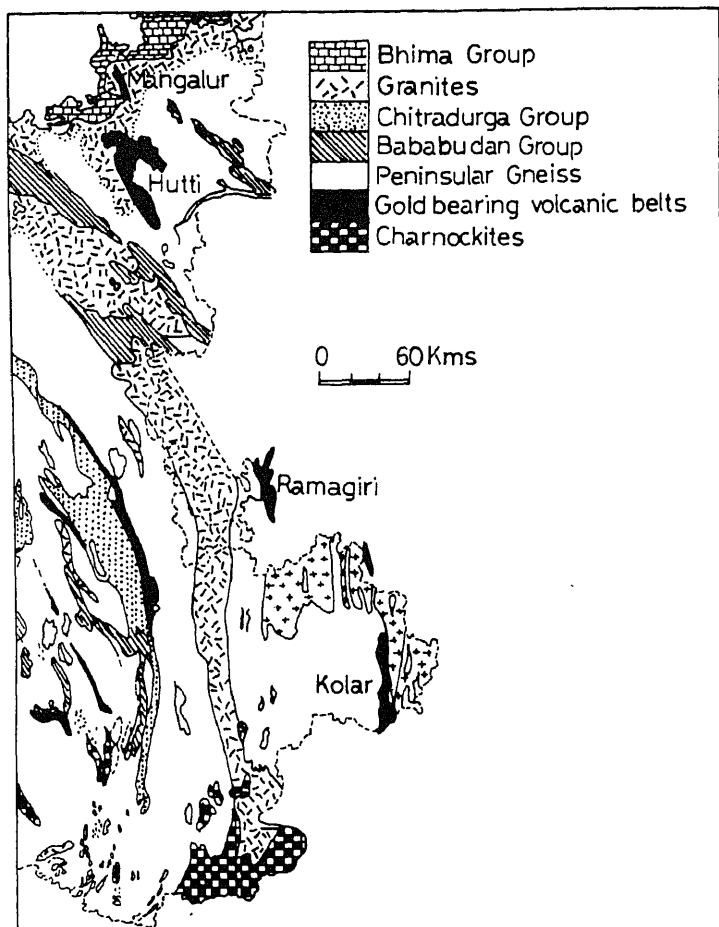 Bhima Group
Granites
Chitradurga Group
Bababudan Group
Peninsular Gneiss
Gold bearing volcanic belts
Charnockites
Mangalur
Hutti
0 60 Kms
Ramagiri
Kolar